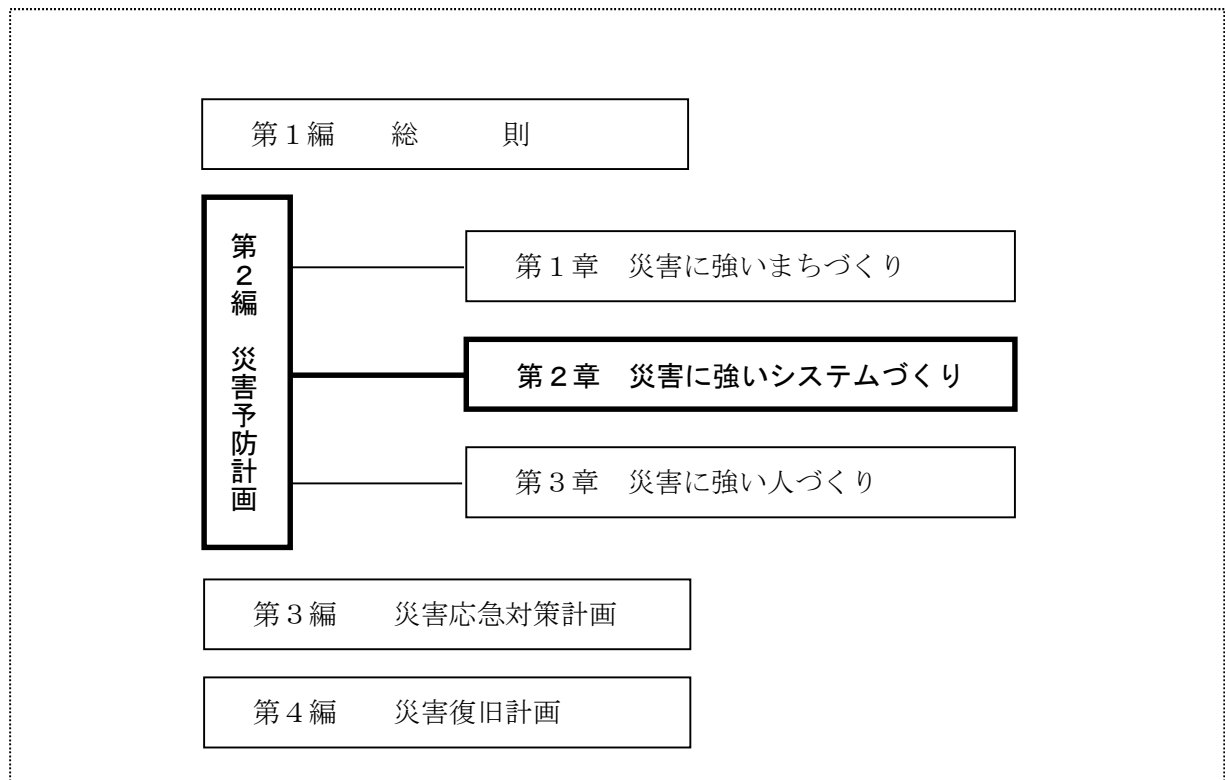 第１編　　総　　　則
第２編　災害予防計画
第１章　災害に強いまちづくり
第２章　災害に強いシステムづくり
第３章　災害に強い人づくり
第３編　　災害応急対策計画
第４編　　災害復旧計画